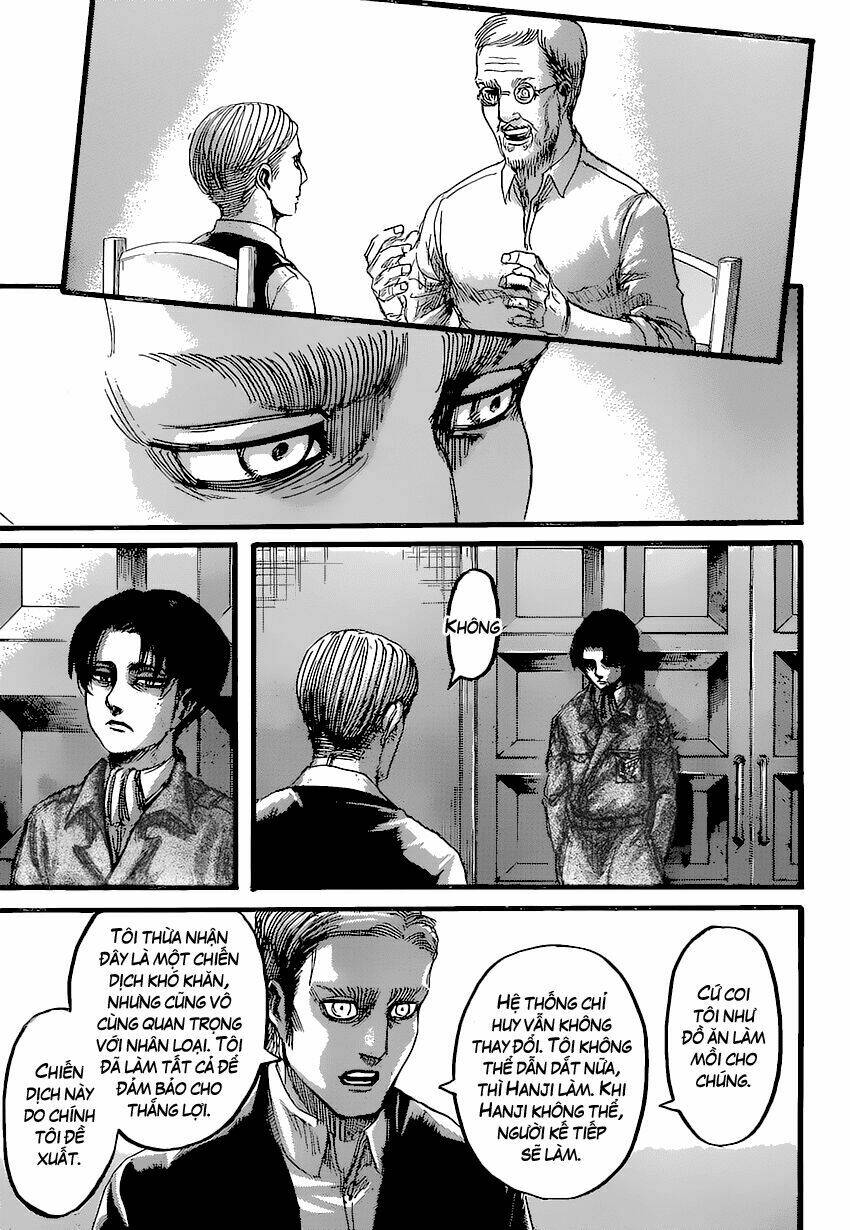 KHÔNG
CỨ COI
TÔI NHƯ
ĐỒ ĂN LÀM
MỒI CHO
CHÚNG.
HỆ THỐNG CHỈ
HUY VẪN KHÔNG
THAY ĐỔI. TÔI KHÔNG
THỂ DẪN DẮT NỮA,
THÌ HANJI LÀM. KHI
HANJI KHÔNG THỂ,
NGƯỜI KẾ TIẾP
SẼ LÀM.
TÔI THỪA NHẬN
ĐÂY LÀ MỘT CHIẾN
DỊCH KHÓ KHĂN,
NHƯNG CŨNG VÔ
CÙNG QUAN TRỌNG
VỚI NHÂN LOẠI. TÔI
ĐÃ LÀM TẤT CẢ ĐỂ
ĐẢM BẢO CHO
THẮNG LỢI.
CHIẾN
DỊCH NÀY
DO CHÍNH
TÔI ĐỀ
XUẤT.